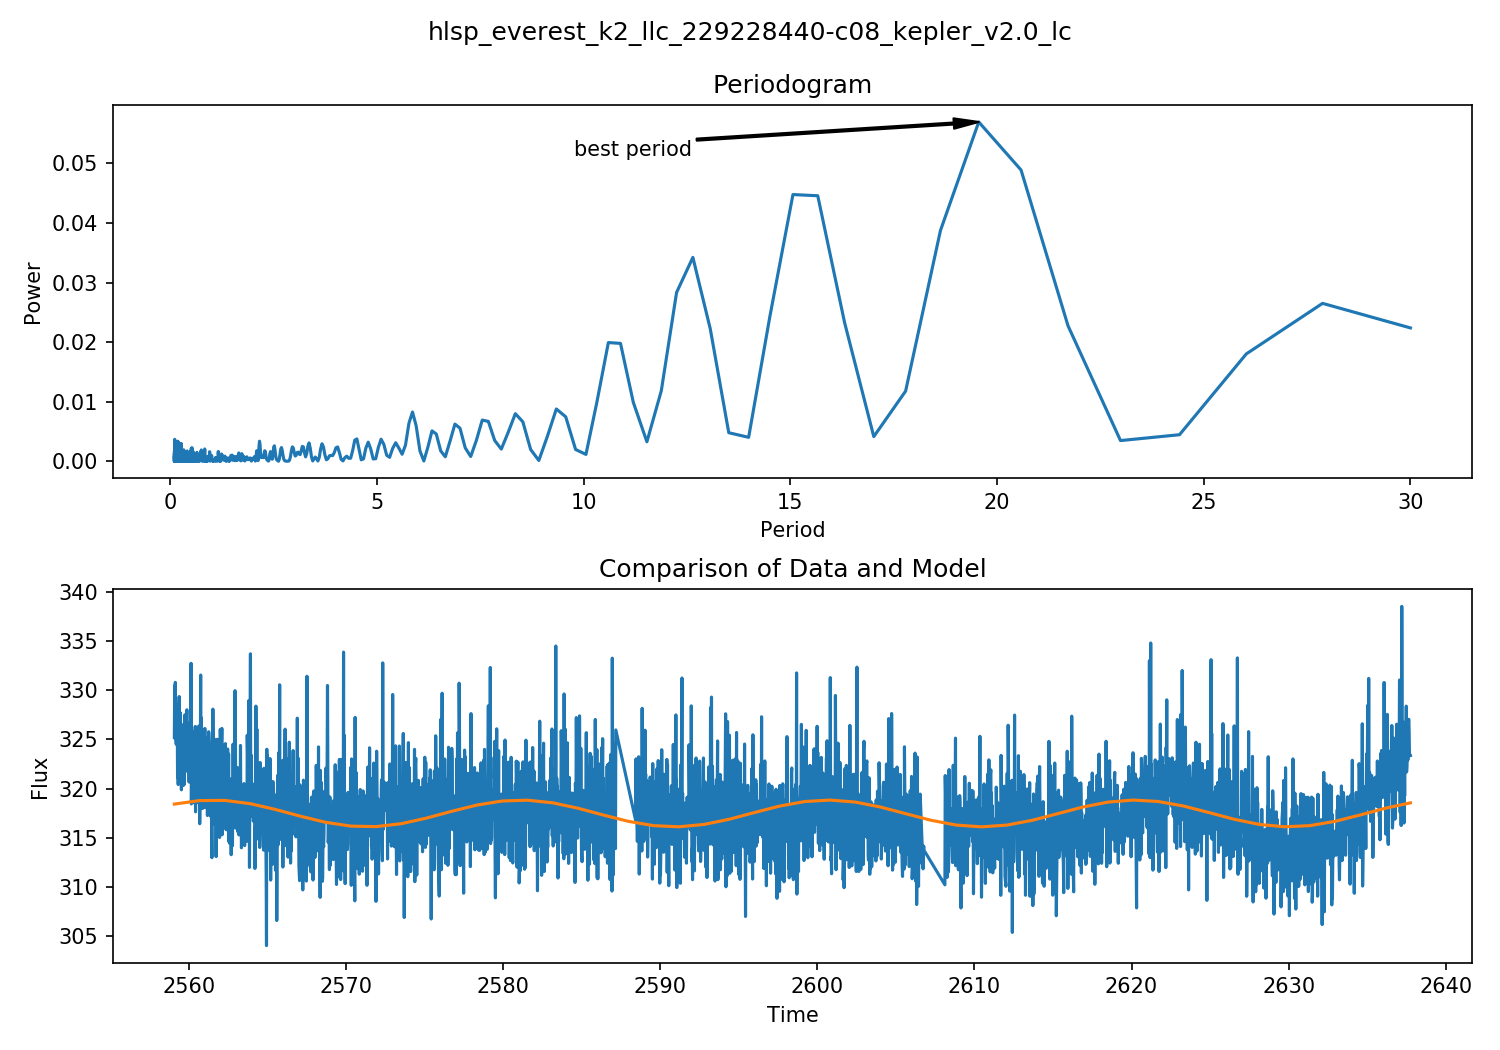 hlsp_everest_k2_llc_229228440-c08_kepler_v2.0_lc
Periodogram
best period
Power
0.05
0.04
0.03
0.02
0.01
0.00
0 5 10 15 20 25 30
Period
Comparison of Data and Model
Flux
340
335
330
325
320
315
310
305
2560 2570 2580 2590 2600 2610 2620 2630 2640
Time